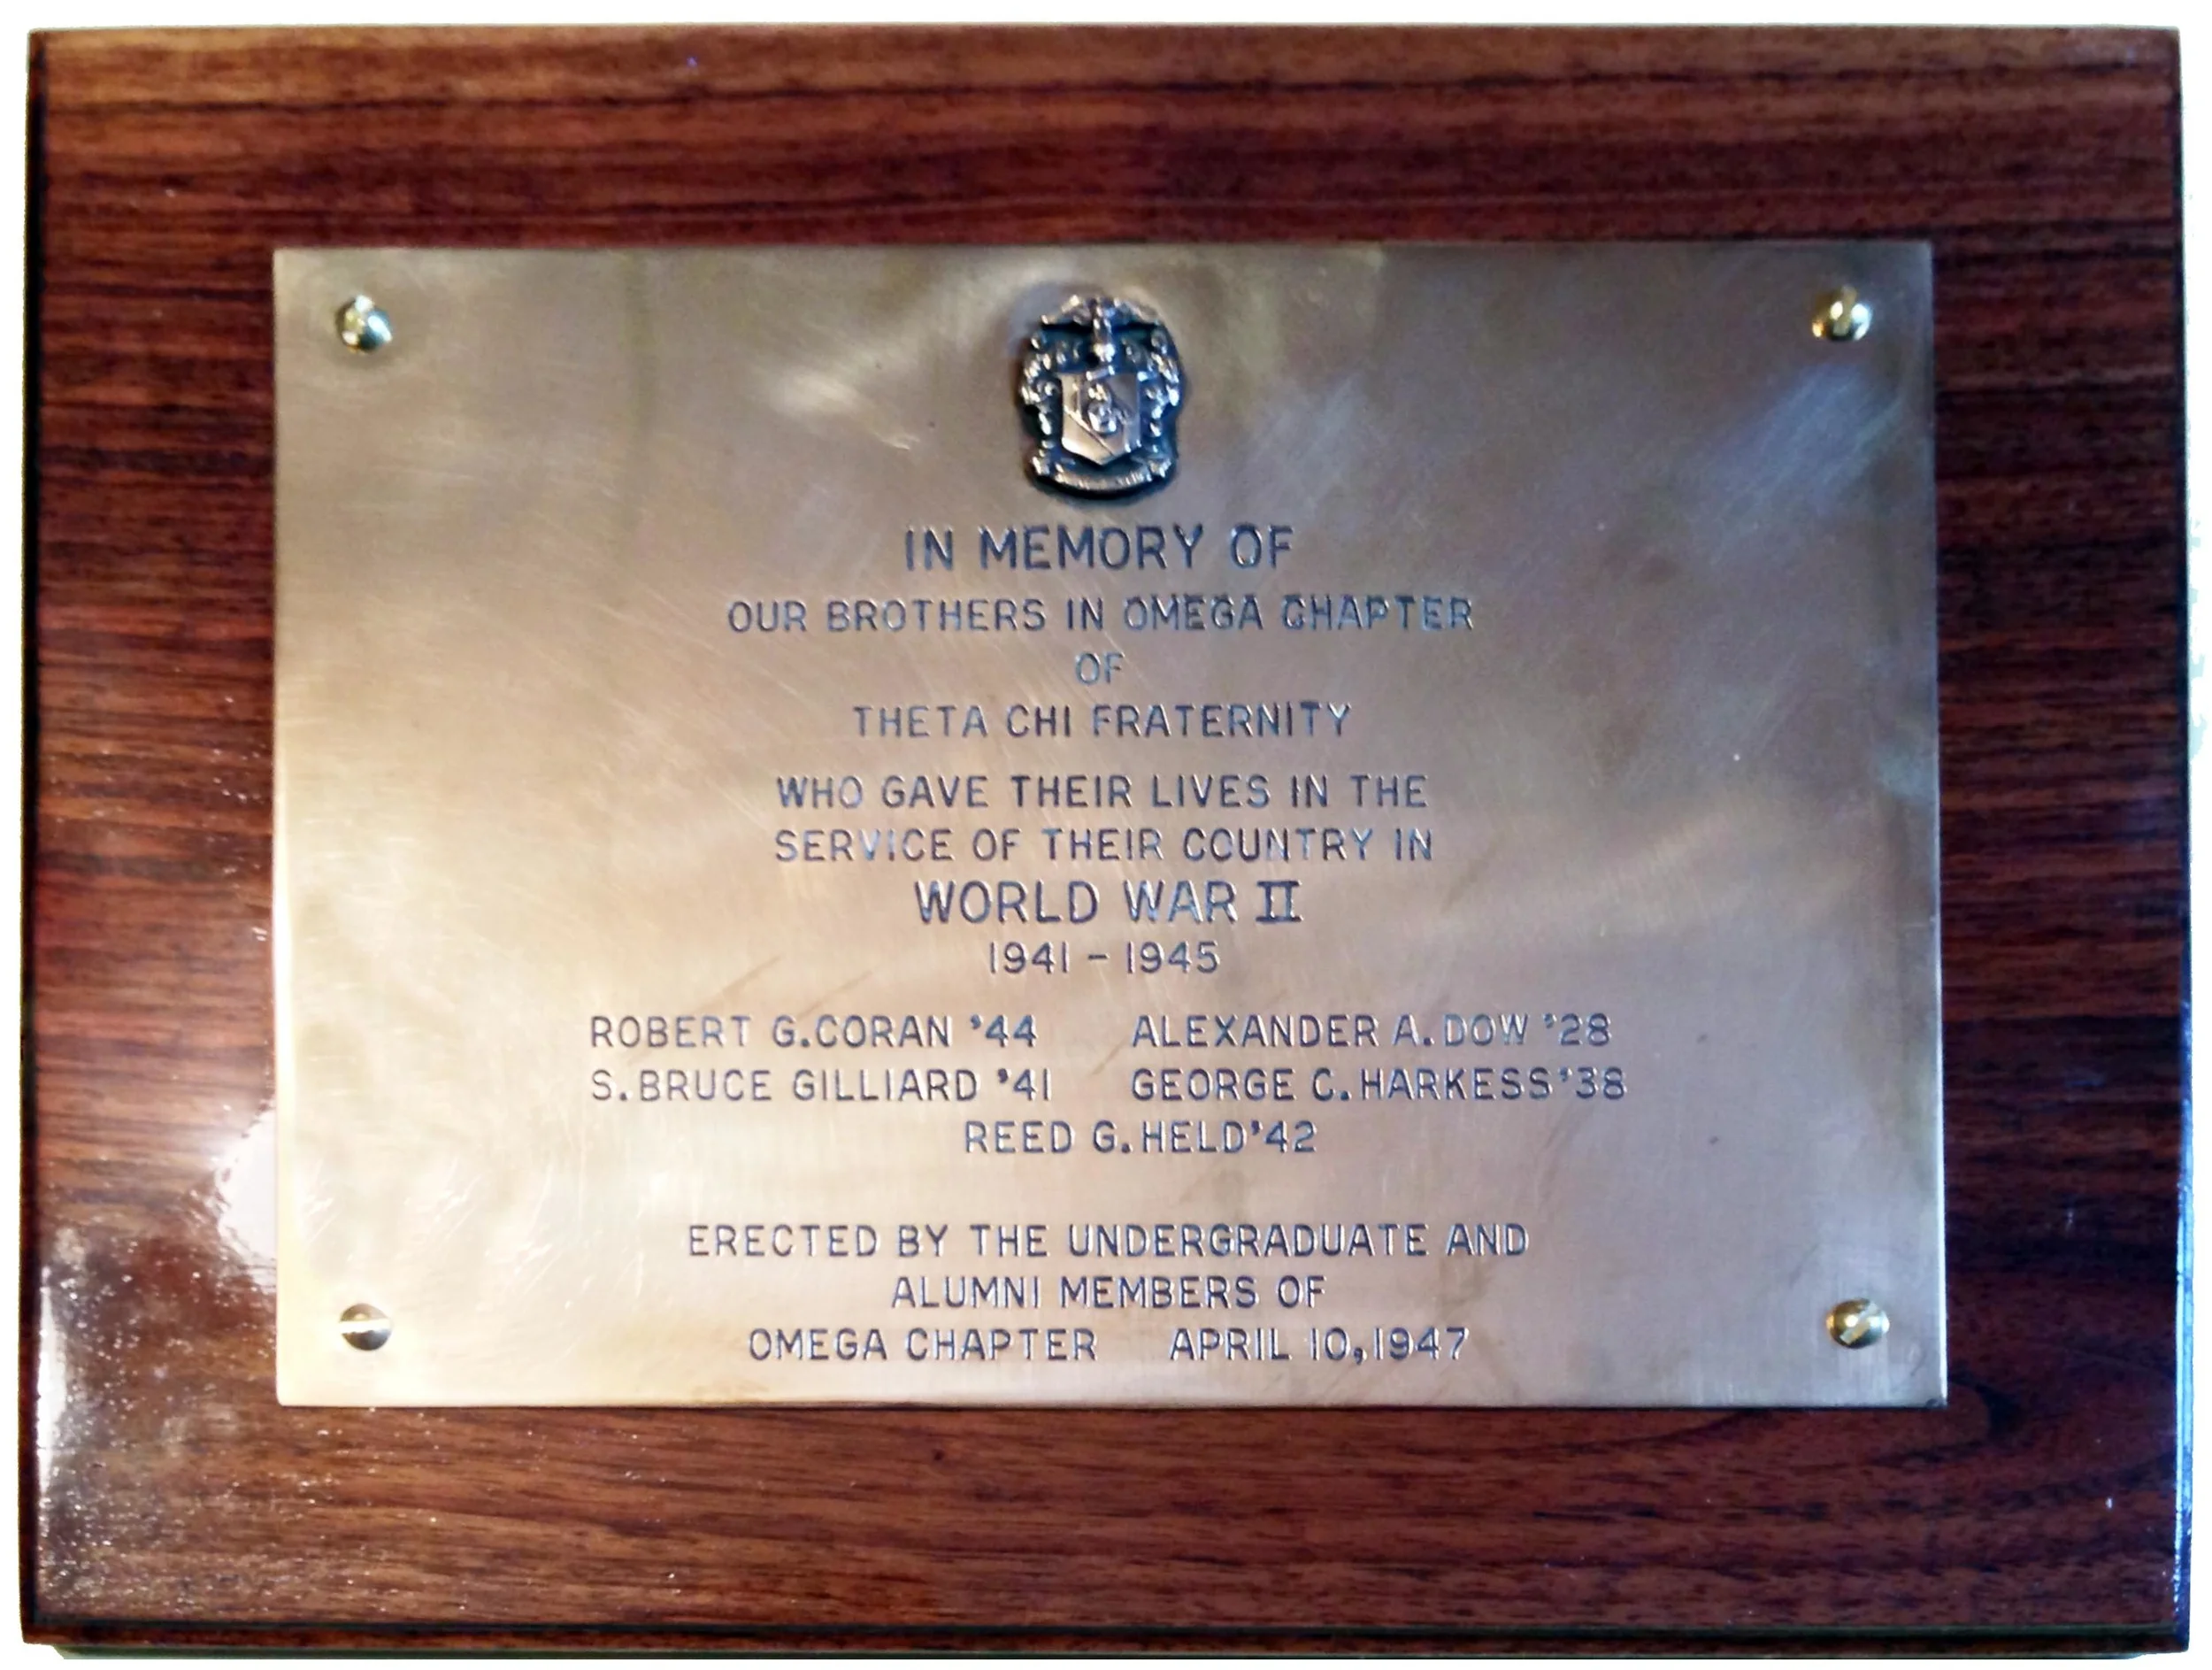 IN MEMORY OF
OUR BROTHERS IN OMEGA CHAPTER
OF
THETA CHI FRATERNITY
WHO GAVE THEIR LIVES IN THE
SERVICE OF THEIR COUNTRY IN
WORLD WAR II
1941 - 1945
ROBERT G. CORAN '44 ALEXANDER A. DOW '28
S. BRUCE GILLIARD '41 GEORGE C. HARKESS '38
REED G. HELD '42
ERECTED BY THE UNDERGRADUATE AND
ALUMNI MEMBERS OF
OMEGA CHAPTER APRIL 10, 1947